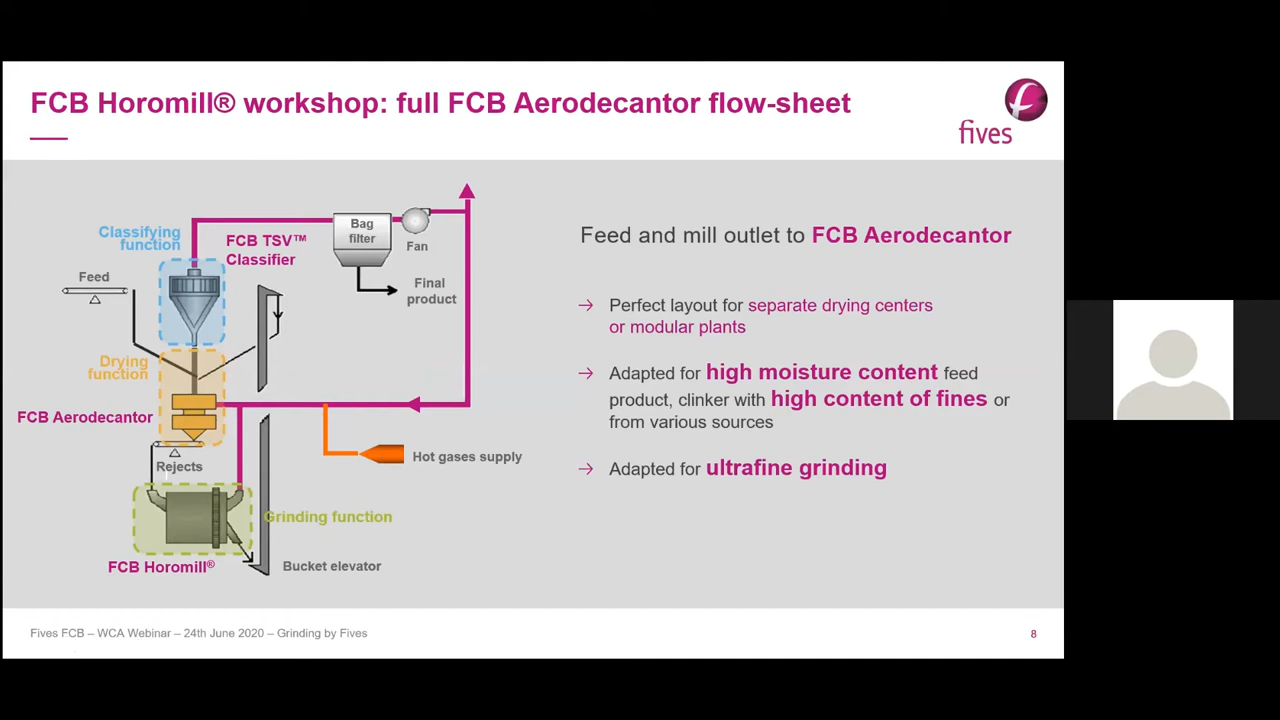 FCB Horomill® workshop: full FCB Aerodecantor flow-sheet
fives
Classifying
function
FCB TSV™
Classifier
Bag
filter
Fan
Feed
Final
product
Drying
function
FCB Aerodecantor
Rejects
Hot gases supply
Grinding function
FCB Horomill®
Bucket elevator
Feed and mill outlet to FCB Aerodecantor
→ Perfect layout for separate drying centers
or modular plants
→ Adapted for high moisture content feed
product, clinker with high content of fines or
from various sources
→ Adapted for ultrafine grinding
Fives FCB – WCA Webinar – 24th June 2020 – Grinding by Fives
8